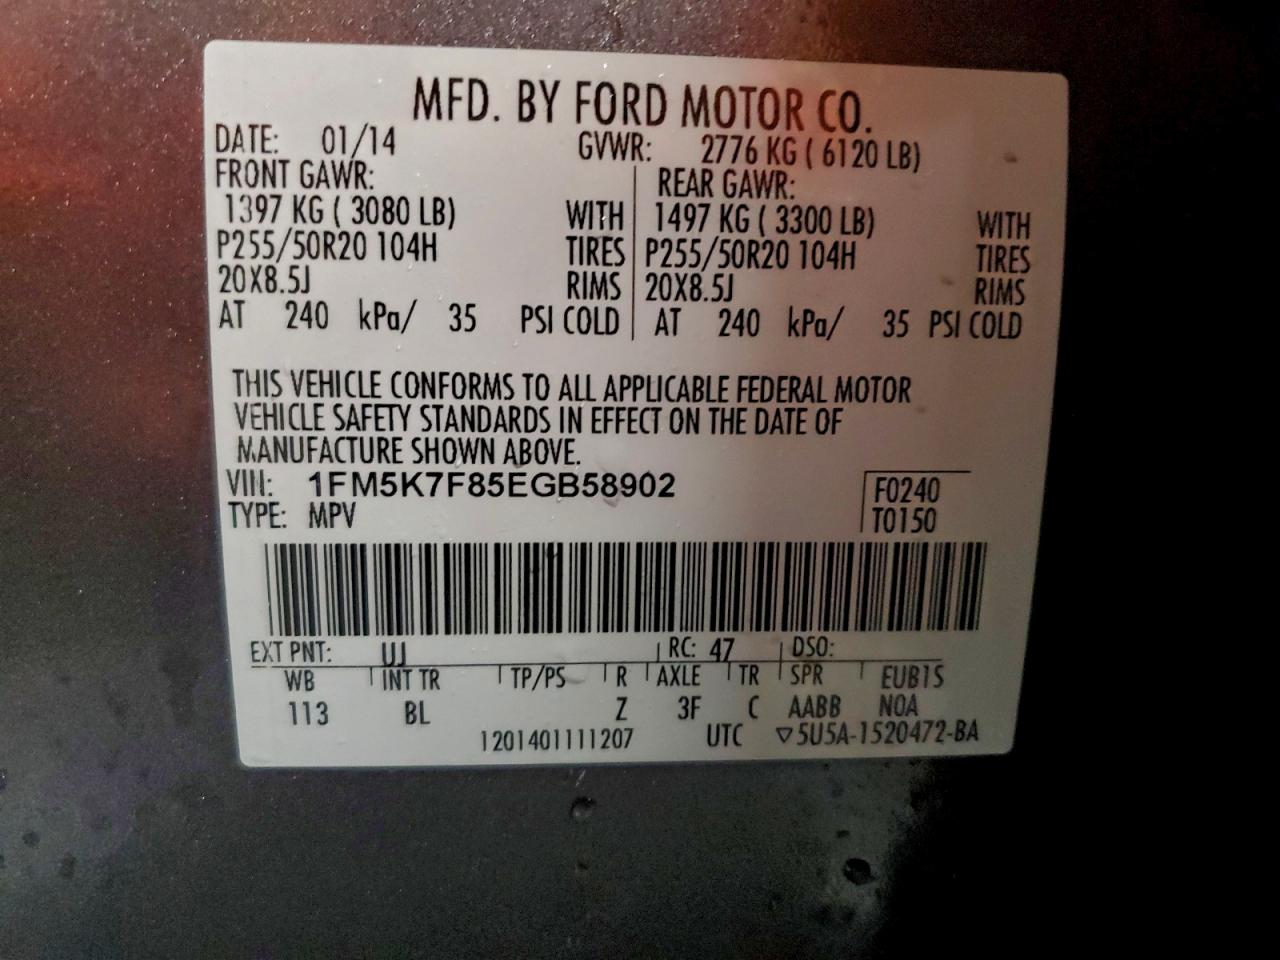 MFD. BY FORD MOTOR CO.
DATE: 01/14 GVWR: 2776 KG ( 6120 LB)
FRONT GAWR: REAR GAWR:
1397 KG ( 3080 LB) WITH 1497 KG ( 3300 LB) WITH
P255/50R20 104H TIRES P255/50R20 104H TIRES
20X8.5J RIMS 20X8.5J RIMS
AT 240 kPa/ 35 PSI COLD AT 240 kPa/ 35 PSI COLD
THIS VEHICLE CONFORMS TO ALL APPLICABLE FEDERAL MOTOR
VEHICLE SAFETY STANDARDS IN EFFECT ON THE DATE OF
MANUFACTURE SHOWN ABOVE.
VIN: 1FM5K7F85EGB58902 F0240
TYPE: MPV T0150
EXT PNT: UJ RC: 47 DSO:
WB INT TR TP/PS R AXLE TR SPR EUB1S
113 BL Z 3F C AABB NOA
1201401111207 UTC ▽5U5A-1520472-BA